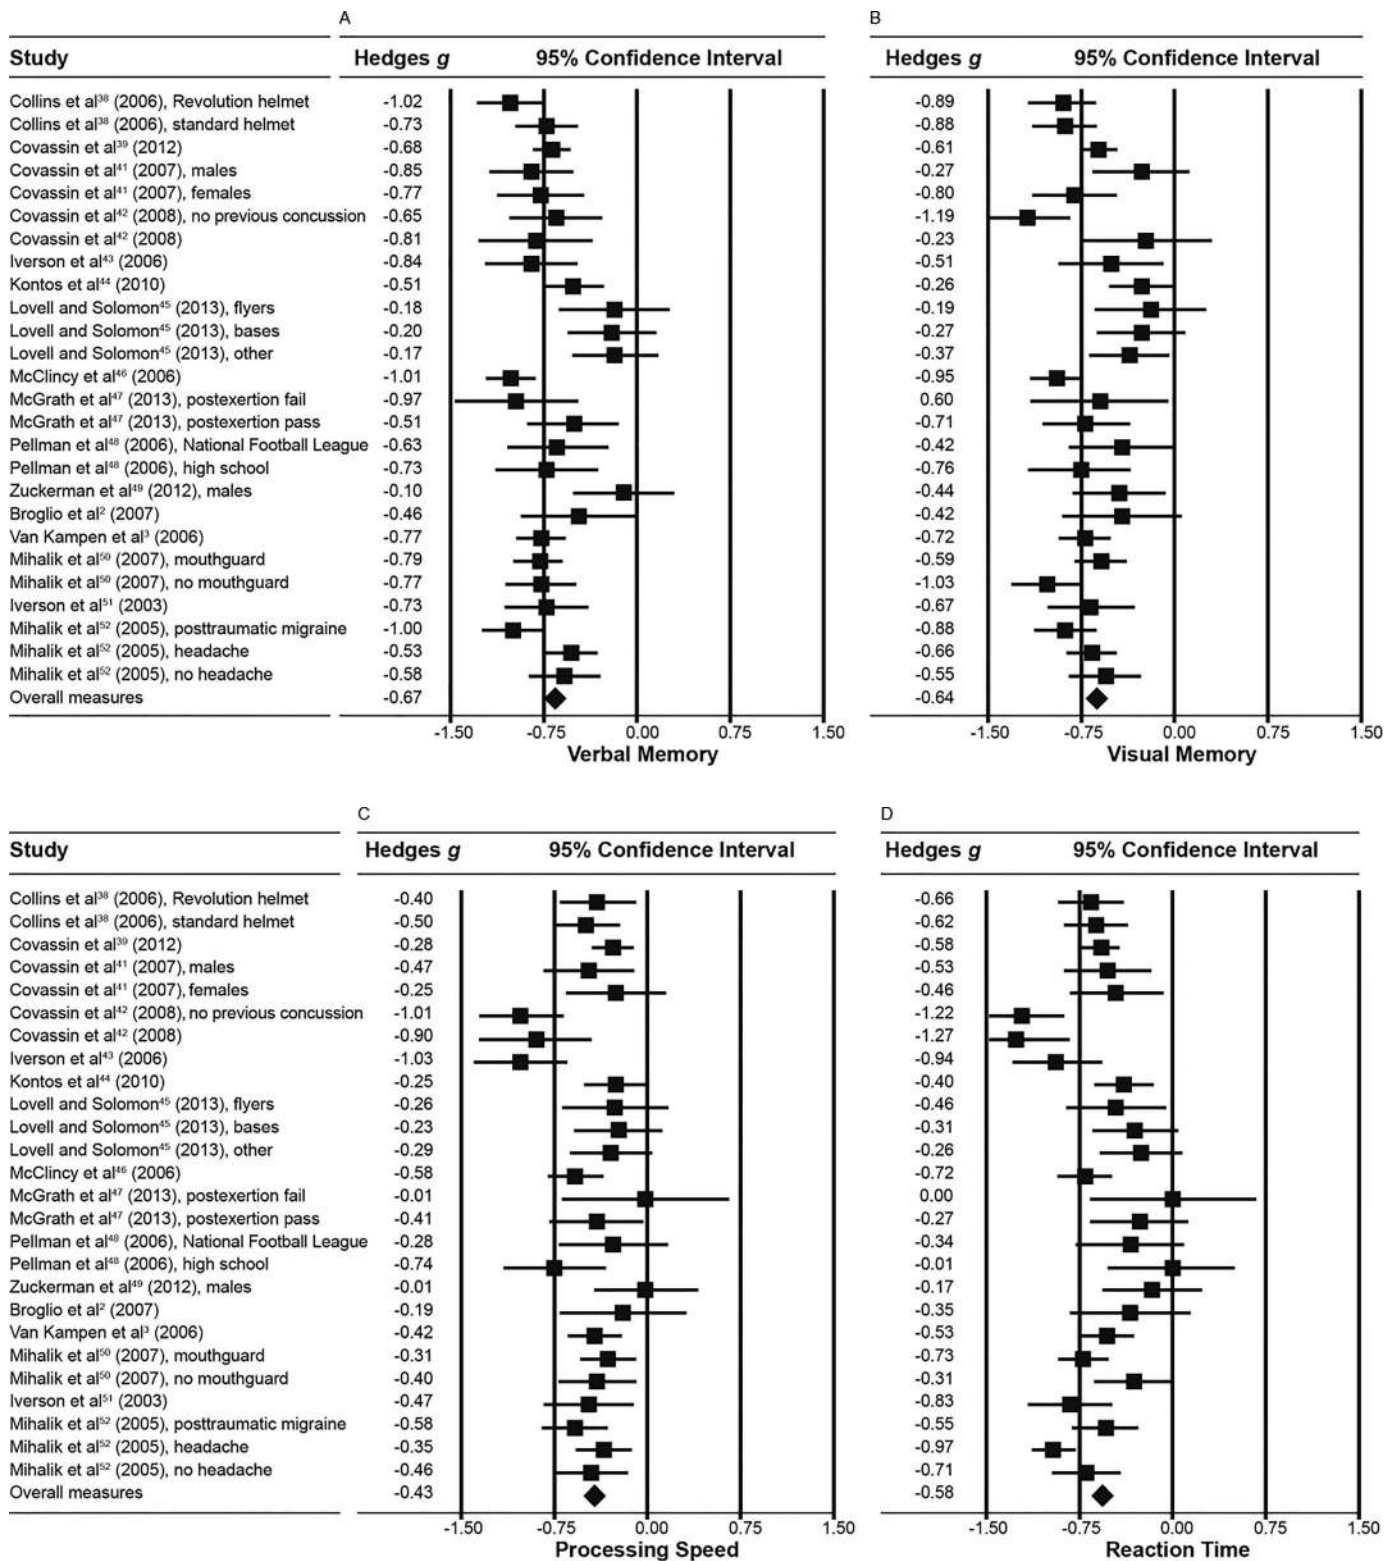 A B
Study Hedges g 95% Confidence Interval Hedges g 95% Confidence Interval
Collins et al³⁸ (2006), Revolution helmet -1.02 -0.89
Collins et al³⁸ (2006), standard helmet -0.73 -0.88
Covassin et al³⁹ (2012) -0.68 -0.61
Covassin et al⁴¹ (2007), males -0.85 -0.27
Covassin et al⁴¹ (2007), females -0.77 -0.80
Covassin et al⁴² (2008), no previous concussion -0.65 -1.19
Covassin et al⁴² (2008) -0.81 -0.23
Iverson et al⁴³ (2006) -0.84 -0.51
Kontos et al⁴⁴ (2010) -0.51 -0.26
Lovell and Solomon⁴⁵ (2013), flyers -0.18 -0.19
Lovell and Solomon⁴⁵ (2013), bases -0.20 -0.27
Lovell and Solomon⁴⁵ (2013), other -0.17 -0.37
McClincy et al⁴⁶ (2006) -1.01 -0.95
McGrath et al⁴⁷ (2013), postexertion fail -0.97 0.60
McGrath et al⁴⁷ (2013), postexertion pass -0.51 -0.71
Pellman et al⁴⁸ (2006), National Football League -0.63 -0.42
Pellman et al⁴⁸ (2006), high school -0.73 -0.76
Zuckerman et al⁴⁹ (2012), males -0.10 -0.44
Broglio et al² (2007) -0.46 -0.42
Van Kampen et al³ (2006) -0.77 -0.72
Mihalik et al⁵⁰ (2007), mouthguard -0.79 -0.59
Mihalik et al⁵⁰ (2007), no mouthguard -0.77 -1.03
Iverson et al⁵¹ (2003) -0.73 -0.67
Mihalik et al⁵² (2005), posttraumatic migraine -1.00 -0.88
Mihalik et al⁵² (2005), headache -0.53 -0.66
Mihalik et al⁵² (2005), no headache -0.58 -0.55
Overall measures -0.67 -0.64
-1.50 -0.75 0.00 0.75 1.50 -1.50 -0.75 0.00 0.75 1.50
Verbal Memory Visual Memory
C D
Study Hedges g 95% Confidence Interval Hedges g 95% Confidence Interval
Collins et al³⁸ (2006), Revolution helmet -0.40 -0.66
Collins et al³⁸ (2006), standard helmet -0.50 -0.62
Covassin et al³⁹ (2012) -0.28 -0.58
Covassin et al⁴¹ (2007), males -0.47 -0.53
Covassin et al⁴¹ (2007), females -0.25 -0.46
Covassin et al⁴² (2008), no previous concussion -1.01 -1.22
Covassin et al⁴² (2008) -0.90 -1.27
Iverson et al⁴³ (2006) -1.03 -0.94
Kontos et al⁴⁴ (2010) -0.25 -0.40
Lovell and Solomon⁴⁵ (2013), flyers -0.26 -0.46
Lovell and Solomon⁴⁵ (2013), bases -0.23 -0.31
Lovell and Solomon⁴⁵ (2013), other -0.29 -0.26
McClincy et al⁴⁶ (2006) -0.58 -0.72
McGrath et al⁴⁷ (2013), postexertion fail -0.01 0.00
McGrath et al⁴⁷ (2013), postexertion pass -0.41 -0.27
Pellman et al⁴⁸ (2006), National Football League -0.28 -0.34
Pellman et al⁴⁸ (2006), high school -0.74 -0.01
Zuckerman et al⁴⁹ (2012), males -0.01 -0.17
Broglio et al² (2007) -0.19 -0.35
Van Kampen et al³ (2006) -0.42 -0.53
Mihalik et al⁵⁰ (2007), mouthguard -0.31 -0.73
Mihalik et al⁵⁰ (2007), no mouthguard -0.40 -0.31
Iverson et al⁵¹ (2003) -0.47 -0.83
Mihalik et al⁵² (2005), posttraumatic migraine -0.58 -0.55
Mihalik et al⁵² (2005), headache -0.35 -0.97
Mihalik et al⁵² (2005), no headache -0.46 -0.71
Overall measures -0.43 -0.58
-1.50 -0.75 0.00 0.75 1.50 -1.50 -0.75 0.00 0.75 1.50
Processing Speed Reaction Time